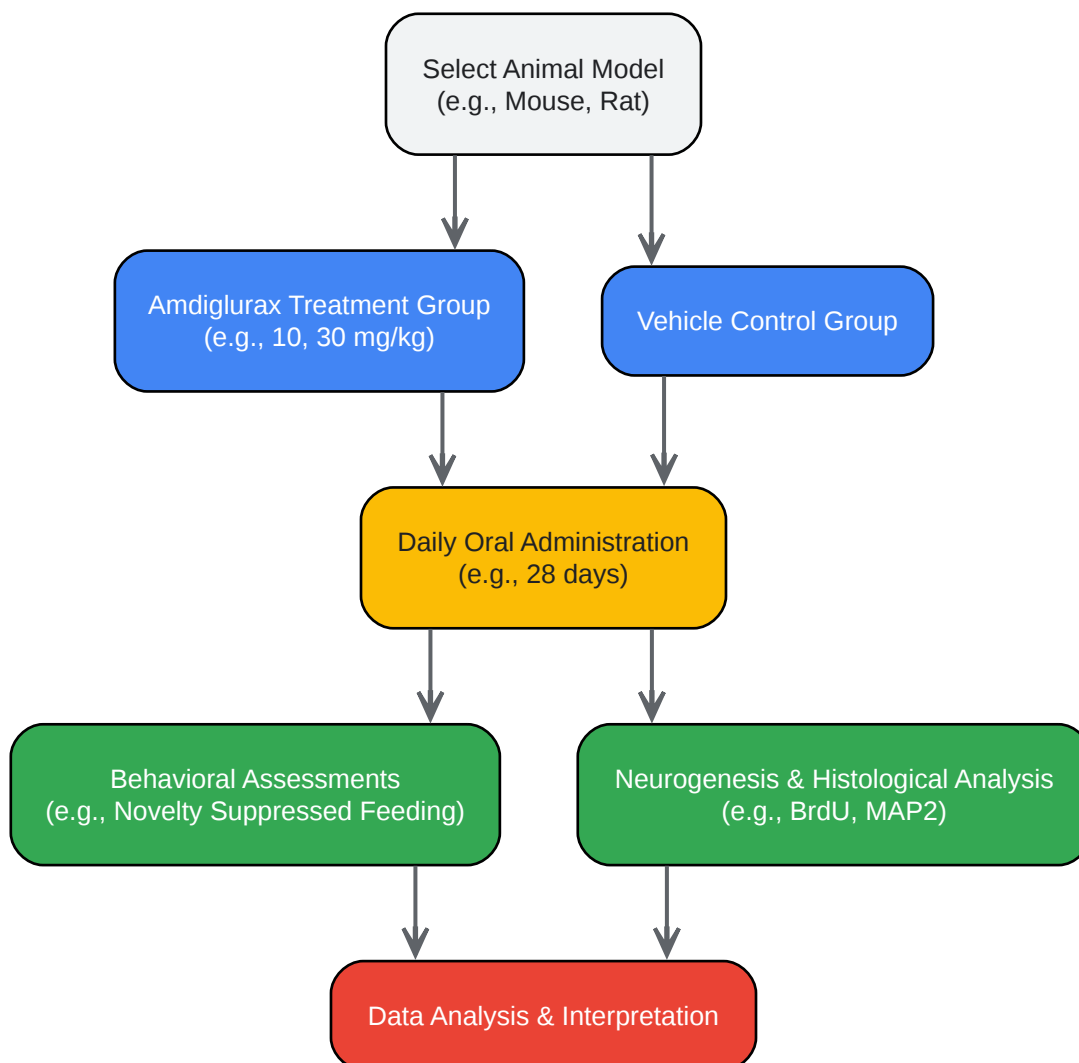 Select Animal Model
(e.g., Mouse, Rat)
Amdiglurax Treatment Group
(e.g., 10, 30 mg/kg)
Vehicle Control Group
Daily Oral Administration
(e.g., 28 days)
Behavioral Assessments
(e.g., Novelty Suppressed Feeding)
Neurogenesis & Histological Analysis
(e.g., BrdU, MAP2)
Data Analysis & Interpretation